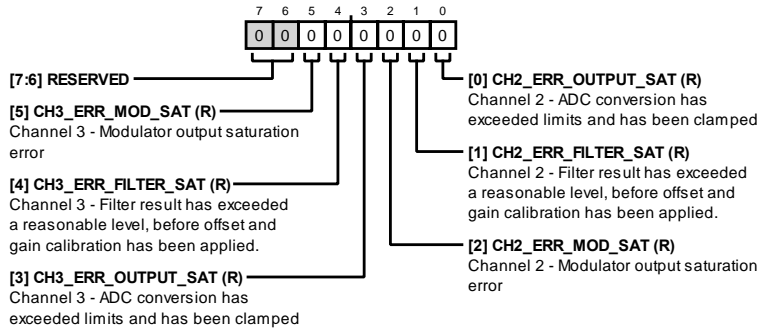 7 6 5 4 3 2 1 0
0 0 0 0 0 0 0 0
[7:6] RESERVED
[5] CH3_ERR_MOD_SAT (R)
Channel 3 - Modulator output saturation
error
[4] CH3_ERR_FILTER_SAT (R)
Channel 3 - Filter result has exceeded
a reasonable level, before offset and
gain calibration has been applied.
[3] CH3_ERR_OUTPUT_SAT (R)
Channel 3 - ADC conversion has
exceeded limits and has been clamped
[0] CH2_ERR_OUTPUT_SAT (R)
Channel 2 - ADC conversion has
exceeded limits and has been clamped
[1] CH2_ERR_FILTER_SAT (R)
Channel 2 - Filter result has exceeded
a reasonable level, before offset and
gain calibration has been applied.
[2] CH2_ERR_MOD_SAT (R)
Channel 2 - Modulator output saturation
error